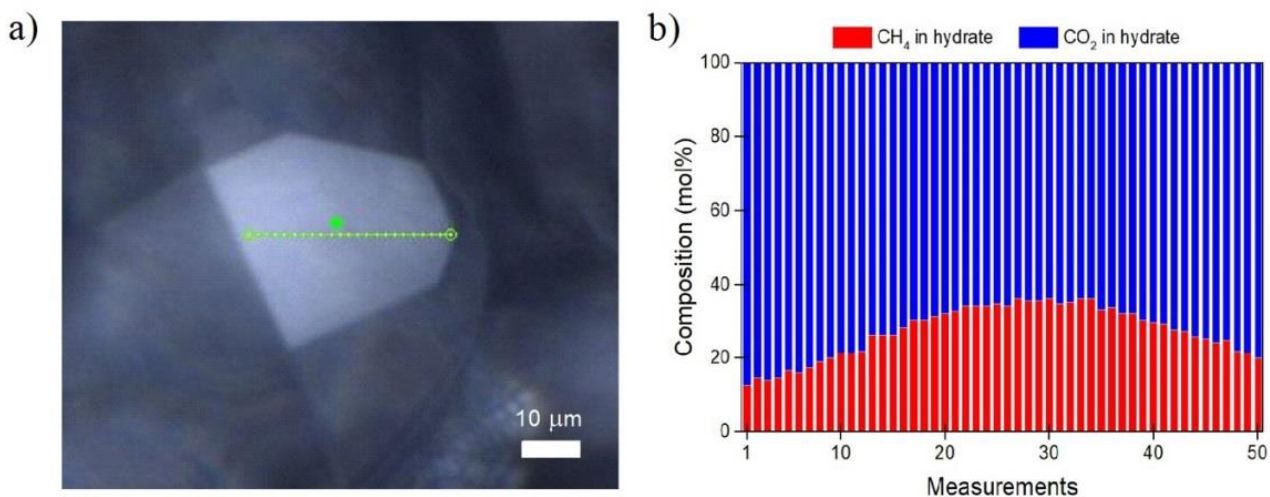 a)
10 μm
b)
CH₄ in hydrate CO₂ in hydrate
100
80
60
40
20
0
Composition (mol%)
1 10 20 30 40 50
Measurements